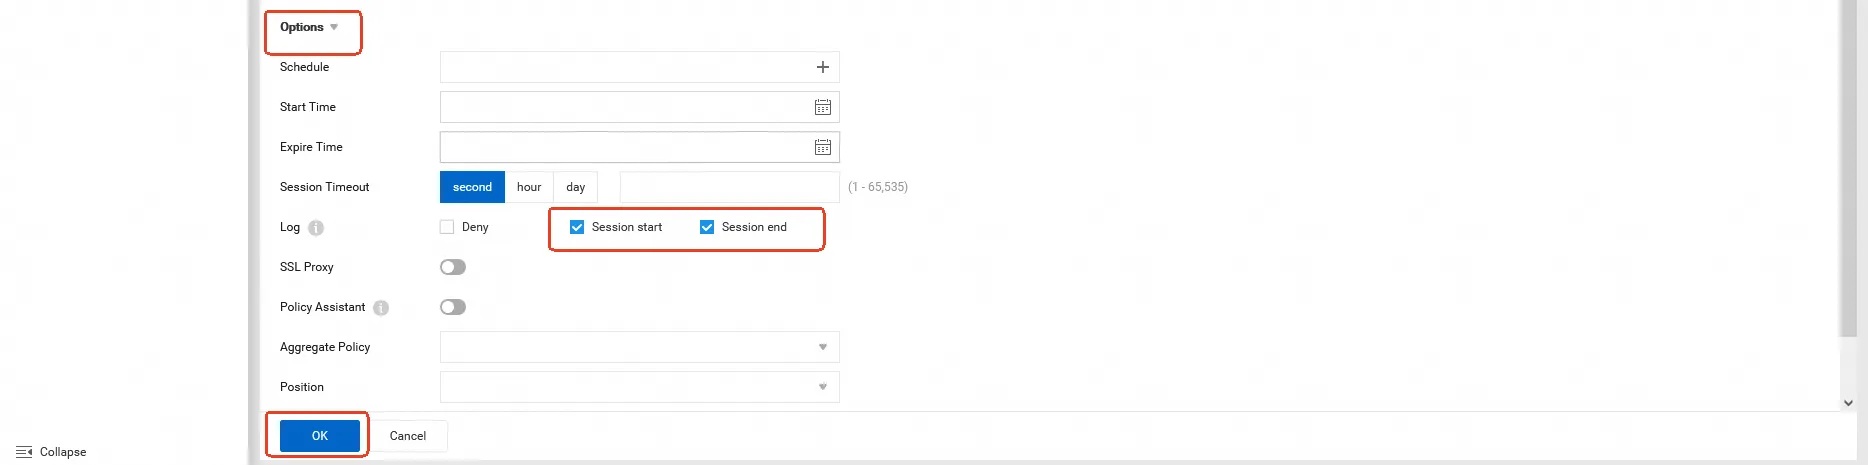 Options
Schedule
Start Time
Expire Time
Session Timeout second hour day (1 - 65,535)
Log Deny Session start Session end
SSL Proxy
Policy Assistant
Aggregate Policy
Position
OK Cancel
Collapse